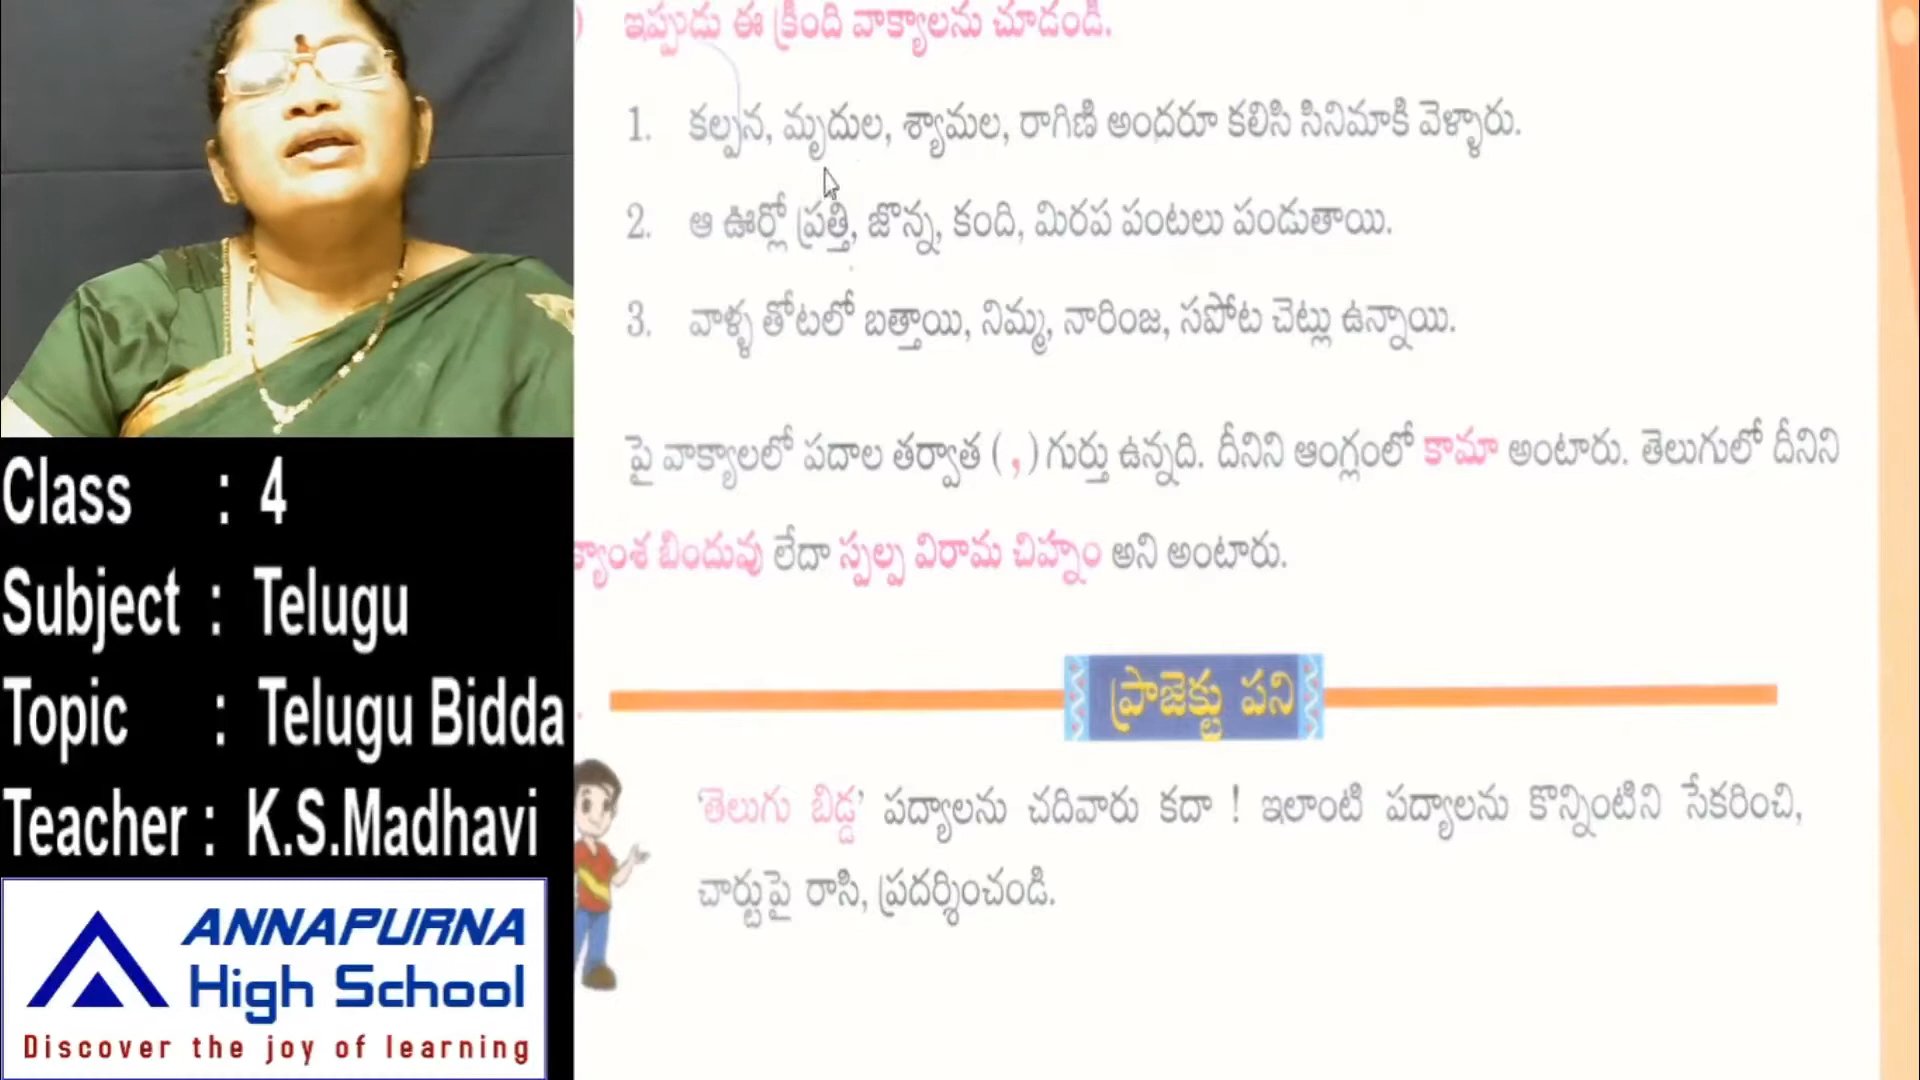 ఇప్పుడు ఈ క్రింది వాక్యాలను చూడండి.
1. కల్పన, మృదుల, శ్యామల, రాగిణి అందరూ కలిసి సినిమాకి వెళ్ళారు.
2. ఆ ఊర్లో ప్రత్తి, జొన్న, కంది, మిరప పంటలు పండుతాయి.
3. వాళ్ళ తోటలో బత్తాయి, నిమ్మ, నారింజ, సపోట చెట్లు ఉన్నాయి.
పై వాక్యాలలో పదాల తర్వాత ( , ) గుర్తు ఉన్నది. దీనిని ఆంగ్లంలో కామా అంటారు. తెలుగులో దీనిని
బిందువు లేదా స్పల్ప విరామ చిహ్నం అని అంటారు.
ప్రాజెక్టు పని
'తెలుగు బిడ్డ' పద్యాలను చదివారు కదా ! ఇలాంటి పద్యాలను కొన్నింటిని సేకరించి,
చార్టుపై రాసి, ప్రదర్శించండి.
Class : 4
Subject : Telugu
Topic : Telugu Bidda
Teacher : K.S.Madhavi
ANNAPURNA
High School
Discover the joy of learning